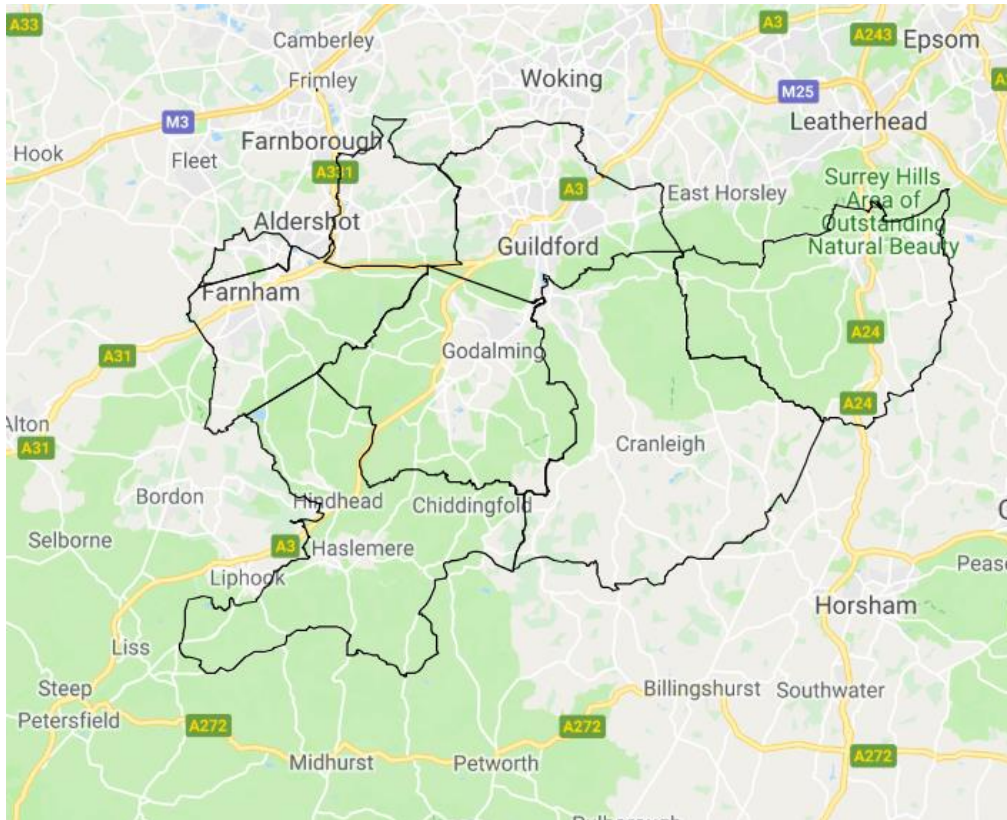 A33
A3
A243
Epsom
Camberley
Woking
Frimley
M25
M3
Leatherhead
Farnborough
Hook
Fleet
A331
A3
East Horsley
Surrey Hills
Area of
Outstanding
Natural Beauty
Aldershot
Guildford
Farnham
A24
A31
Godalming
A24
Alton
A31
Cranleigh
Bordon
Hindhead
Chiddingfold
Selborne
A3
Haslemere
Liphook
Horsham
Liss
Steep
Petersfield
Billingshurst
Southwater
A272
A272
A272
Midhurst
Petworth